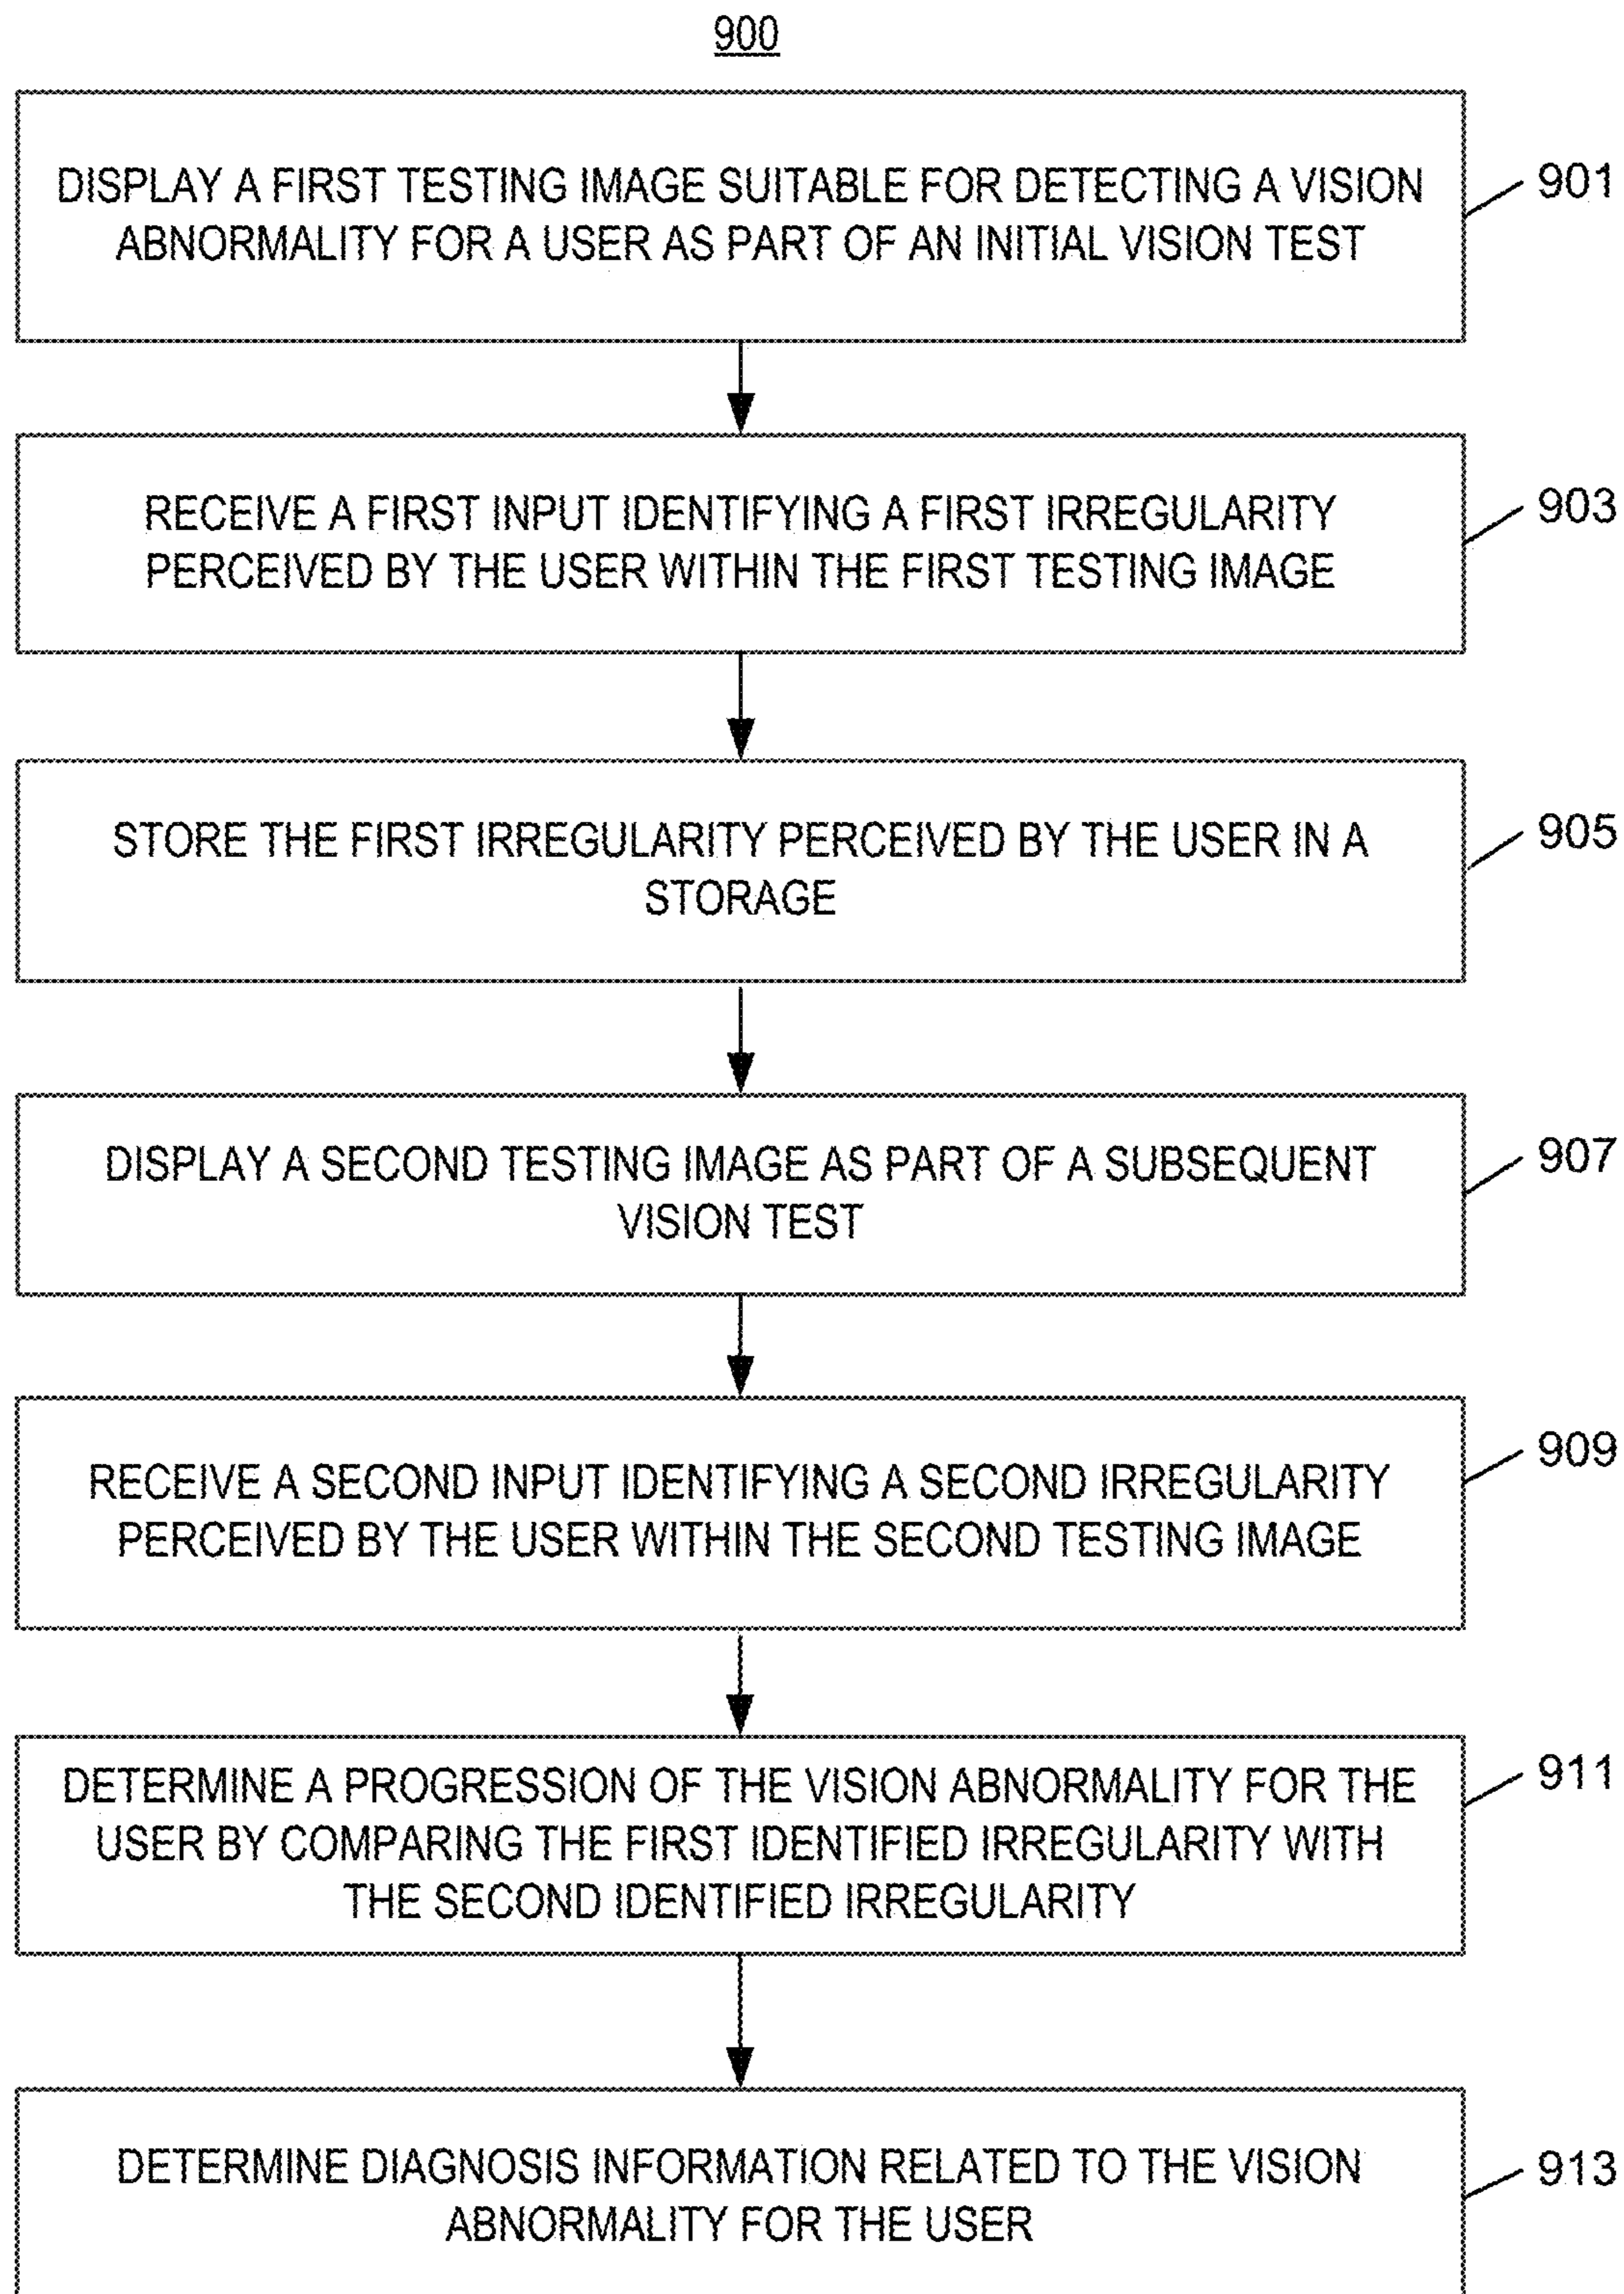 900
DISPLAY A FIRST TESTING IMAGE SUITABLE FOR DETECTING A VISION
ABNORMALITY FOR A USER AS PART OF AN INITIAL VISION TEST
901
RECEIVE A FIRST INPUT IDENTIFYING A FIRST IRREGULARITY
PERCEIVED BY THE USER WITHIN THE FIRST TESTING IMAGE
903
STORE THE FIRST IRREGULARITY PERCEIVED BY THE USER IN A
STORAGE
905
DISPLAY A SECOND TESTING IMAGE AS PART OF A SUBSEQUENT
VISION TEST
907
RECEIVE A SECOND INPUT IDENTIFYING A SECOND IRREGULARITY
PERCEIVED BY THE USER WITHIN THE SECOND TESTING IMAGE
909
DETERMINE A PROGRESSION OF THE VISION ABNORMALITY FOR THE
USER BY COMPARING THE FIRST IDENTIFIED IRREGULARITY WITH
THE SECOND IDENTIFIED IRREGULARITY
911
DETERMINE DIAGNOSIS INFORMATION RELATED TO THE VISION
ABNORMALITY FOR THE USER
913